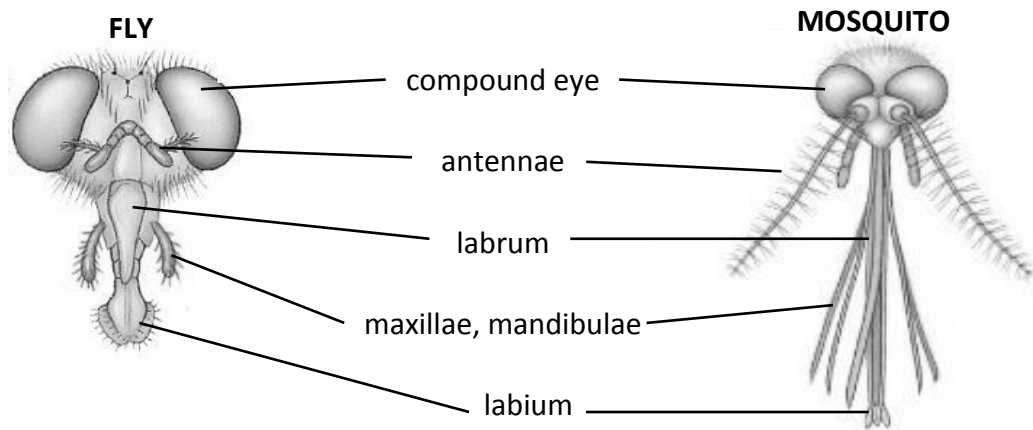 FLY
MOSQUITO
compound eye
antennae
labrum
maxillae, mandibulae
labium